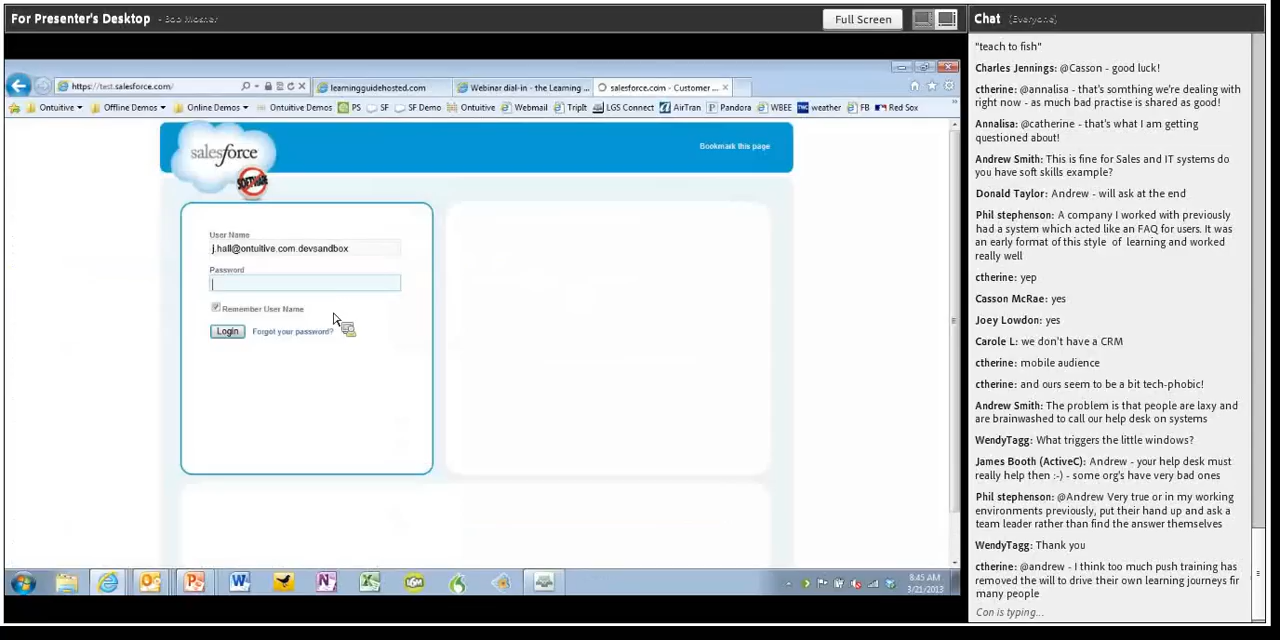 For Presenter's Desktop - Bob Mosher
Full Screen
https://test.salesforce.com/
learningguidehosted.com
Webinar dial-in - the Learning ...
salesforce.com - Customer ...
Ontuitive
Offline Demos
Online Demos
Ontuitive Demos
PS
SF
SF Demo
Ontuitive
Webmail
TripIt
LGS Connect
AirTran
Pandora
WBEE
weather
FB
Red Sox
salesforce
SOFTWARE
Bookmark this page
User Name
j.hall@ontuitive.com.devsandbox
Password
Remember User Name
Login Forgot your password?
8:45 AM
3/21/2013
Chat (Everyone)
"teach to fish"
Charles Jennings: @Casson - good luck!
ctherine: @annalisa - that's somthing we're dealing with
right now - as much bad practise is shared as good!
Annalisa: @catherine - that's what I am getting
questioned about!
Andrew Smith: This is fine for Sales and IT systems do
you have soft skills example?
Donald Taylor: Andrew - will ask at the end
Phil stephenson: A company I worked with previously
had a system which acted like an FAQ for users. It was
an early format of this style of learning and worked
really well
ctherine: yep
Casson McRae: yes
Joey Lowdon: yes
Carole L: we don't have a CRM
ctherine: mobile audience
ctherine: and ours seem to be a bit tech-phobic!
Andrew Smith: The problem is that people are laxy and
are brainwashed to call our help desk on systems
WendyTagg: What triggers the little windows?
James Booth (ActiveC): Andrew - your help desk must
really help then :-) - some org's have very bad ones
Phil stephenson: @Andrew Very true or in my working
environments previously, put their hand up and ask a
team leader rather than find the answer themselves
WendyTagg: Thank you
ctherine: @andrew - I think too much push training has
removed the will to drive their own learning journeys fir
many people
Con is typing...